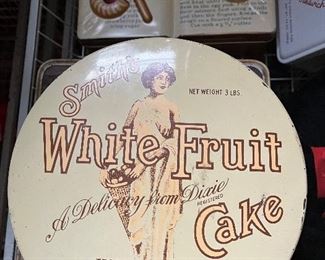 Smith's
NET WEIGHT 3 LBS.
White Fruit
A Delicacy from Dixie
REGISTERED
Cake